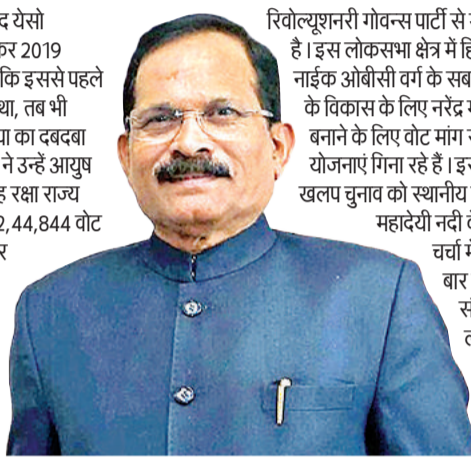 द येसो
कर 2019
कि इससे पहले
था, तब भी
पा का दबदबा
ने उन्हें आयुष
ह रक्षा राज्य
2,44,844 वोट
र
रिवोल्यूशनरी गोवन्स पार्टी से
है। इस लोकसभा क्षेत्र में हि
नाईक ओबीसी वर्ग के सब
के विकास के लिए नरेंद्र म
बनाने के लिए वोट मांग
योजनाएं गिना रहे हैं। इस
खलप चुनाव को स्थानीय
महादेयी नदी के
चर्चा में
बार
सं